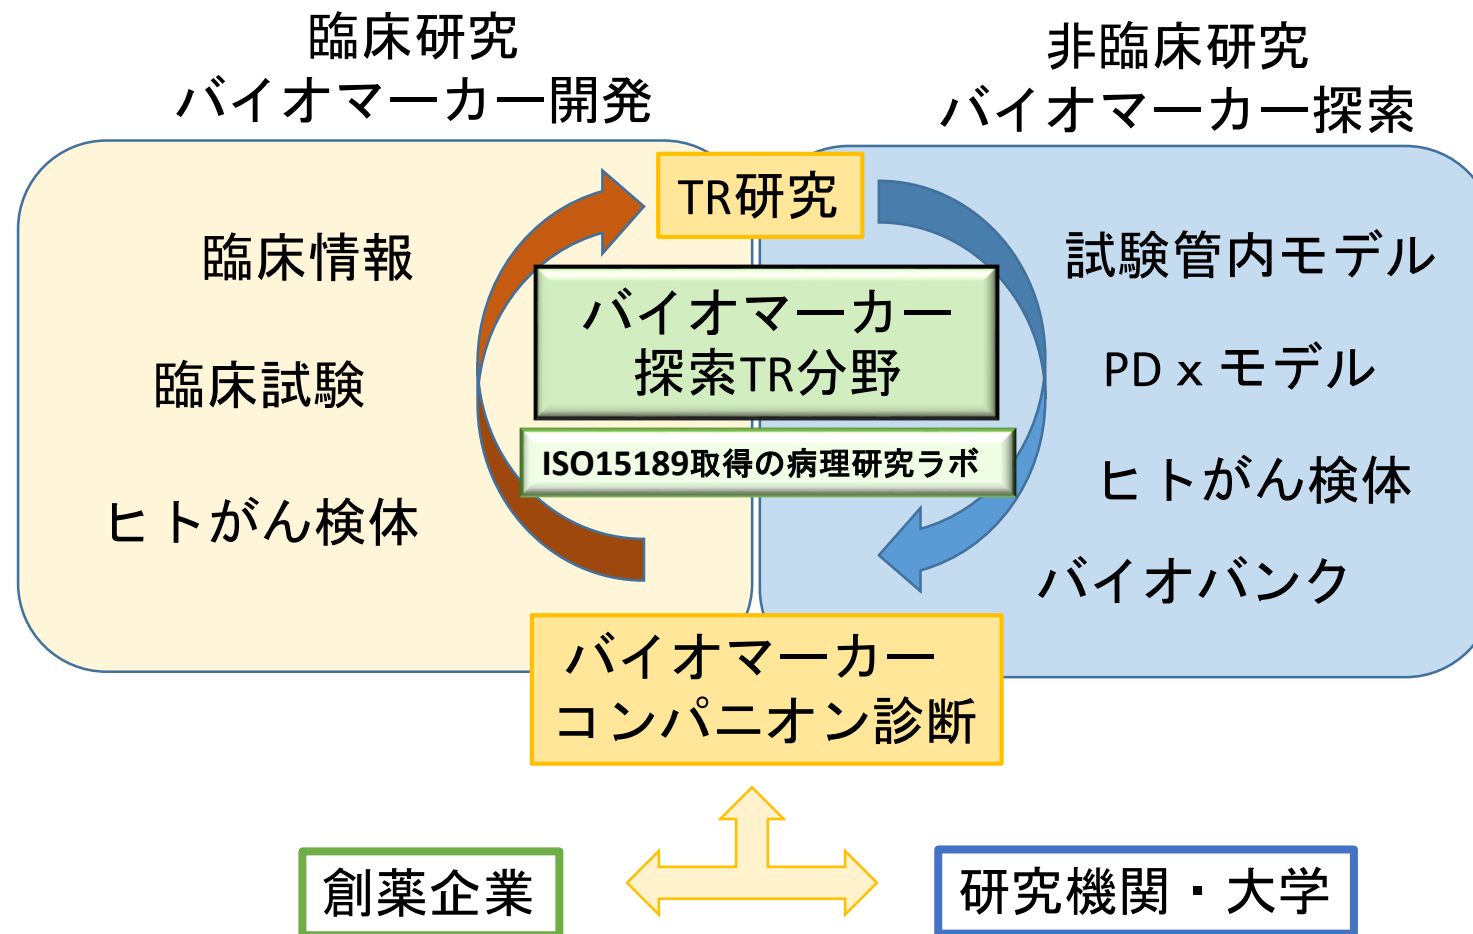 臨床研究
バイオマーカー開発
非臨床研究
バイオマーカー探索
TR研究
臨床情報
臨床試験
ヒトがん検体
バイオマーカー
探索TR分野
ISO15189取得の病理研究ラボ
試験管内モデル
PD x モデル
ヒトがん検体
バイオバンク
バイオマーカー
コンパニオン診断
創薬企業
研究機関・大学